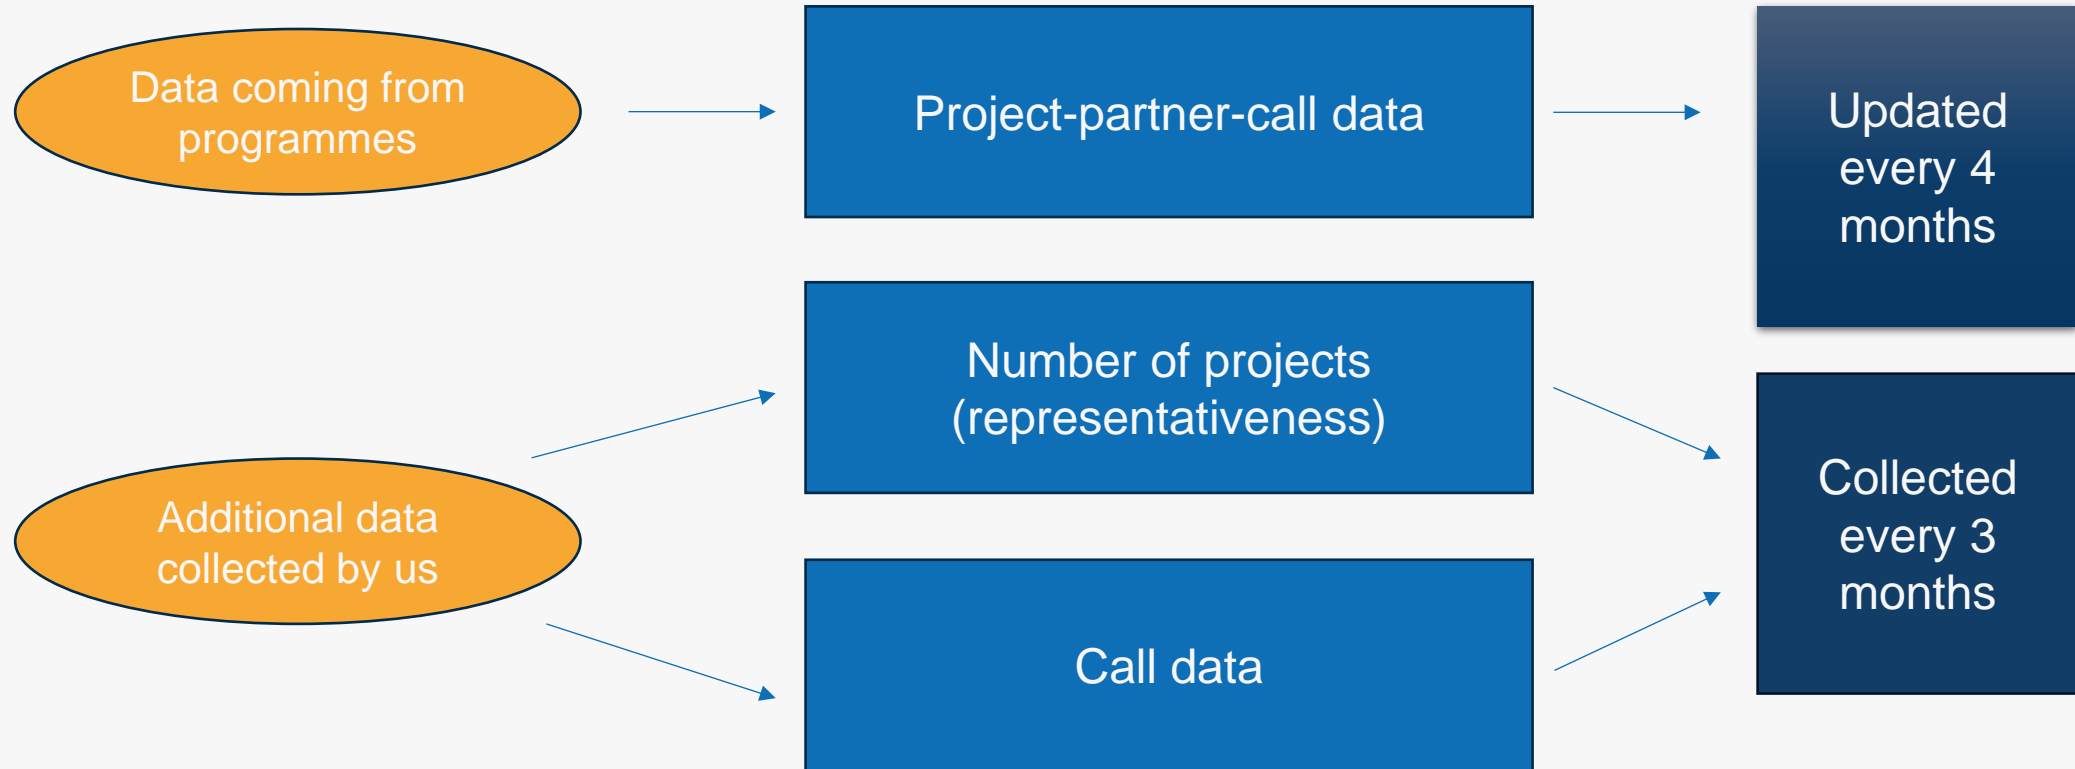 Data coming from
programmes
Project-partner-call data
Updated
every 4
months
Number of projects
(representativeness)
Additional data
collected by us
Call data
Collected
every 3
months